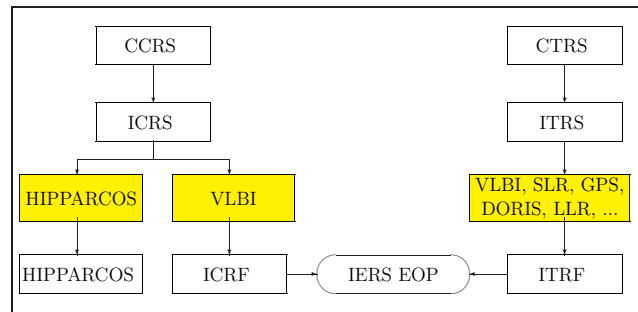 CCRS
CTRS
ICRS
ITRS
HIPPARCOS
VLBI
VLBI, SLR, GPS,
DORIS, LLR, ...
HIPPARCOS
ICRF
IERS EOP
ITRF